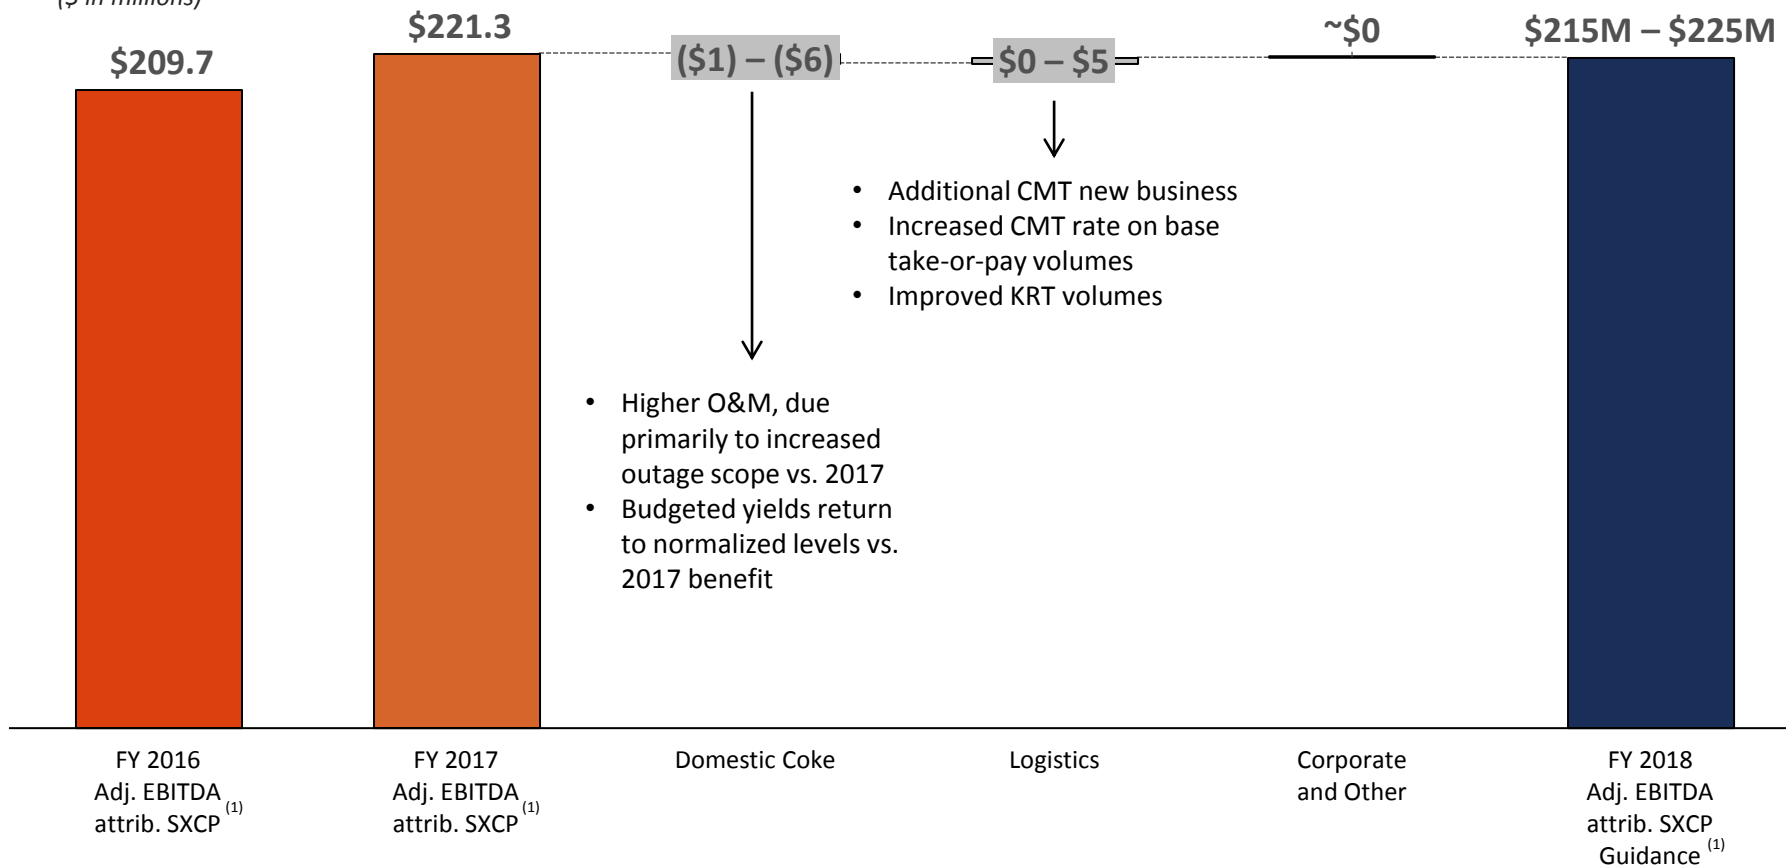 ($ in millions)
$209.7
$221.3
($1) – ($6)
$0 – $5
~$0
$215M – $225M
• Additional CMT new business
• Increased CMT rate on base
take-or-pay volumes
• Improved KRT volumes
• Higher O&M, due
primarily to increased
outage scope vs. 2017
• Budgeted yields return
to normalized levels vs.
2017 benefit
FY 2016
Adj. EBITDA
attrib. SXCP (1)
FY 2017
Adj. EBITDA
attrib. SXCP (1)
Domestic Coke
Logistics
Corporate
and Other
FY 2018
Adj. EBITDA
attrib. SXCP
Guidance (1)